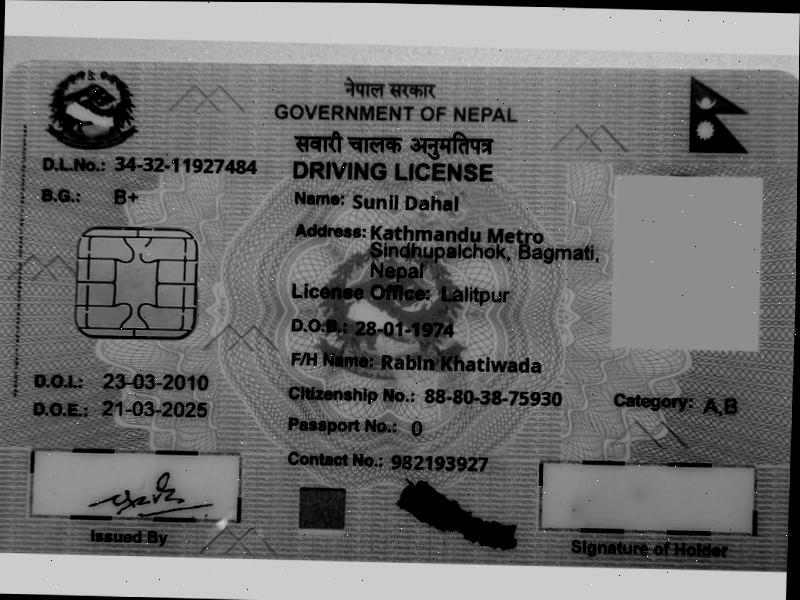 नेपाल सरकार
GOVERNMENT OF NEPAL
सवारी चालक अनुमतिपत्र
DRIVING LICENSE
D.L.No.: 34-32-11927484
B.G.: B+
Name: Sunil Dahal
Address: Kathmandu Metro
Sindhupalchok, Bagmati,
Nepal
License Office: Lalitpur
D.O.B.: 28-01-1974
F/H Name: Rabin Khatiwada
D.O.I.: 23-03-2010
Citizenship No.: 88-80-38-75930
Category: A,B
D.O.E.: 21-03-2025
Passport No.: 0
Contact No.: 982193927
Issued By
Signature of Holder